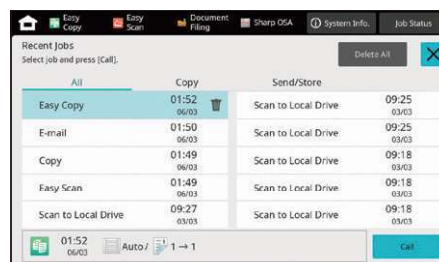 Easy Copy
Easy Scan
Document Filing
Sharp OSA
System Info.
Job Status
Recent Jobs
Select job and press [Call].
Delete All
All
Copy
Send/Store
Easy Copy 01:52 06/03
E-mail 01:50 06/03
Copy 01:49 06/03
Easy Scan 01:49 06/03
Scan to Local Drive 09:27 03/03
Scan to Local Drive 09:25 03/03
Scan to Local Drive 09:25 03/03
Scan to Local Drive 09:18 03/03
Scan to Local Drive 09:18 03/03
Scan to Local Drive 09:18 03/03
01:52 06/03 Auto / 1 → 1
Call